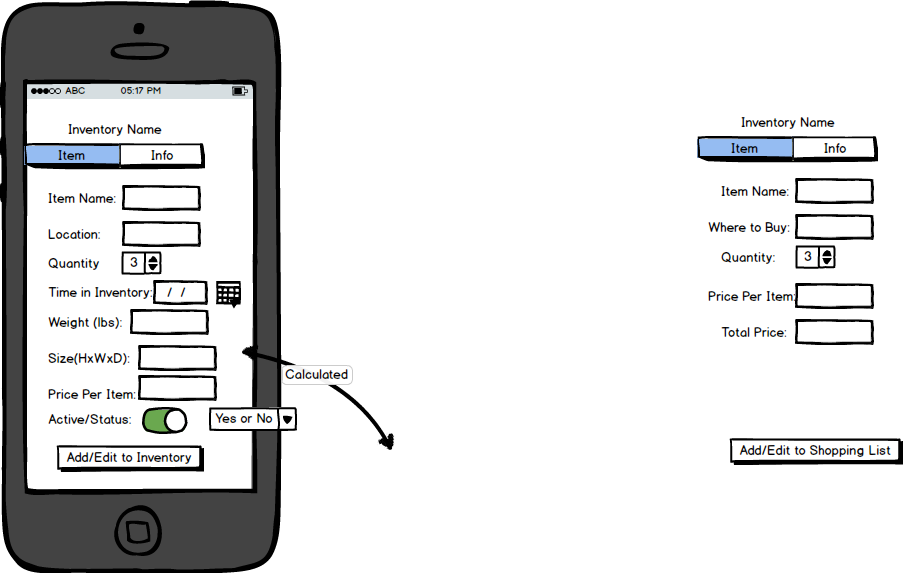 ABC 05:17 PM
Inventory Name
Item Info
Item Name:
Location:
Quantity 3
Time in Inventory: / /
Weight (lbs):
Size(HxWxD):
Price Per Item:
Active/Status: Yes or No
Add/Edit to Inventory
Calculated
Inventory Name
Item Info
Item Name:
Where to Buy:
Quantity: 3
Price Per Item:
Total Price:
Add/Edit to Shopping List